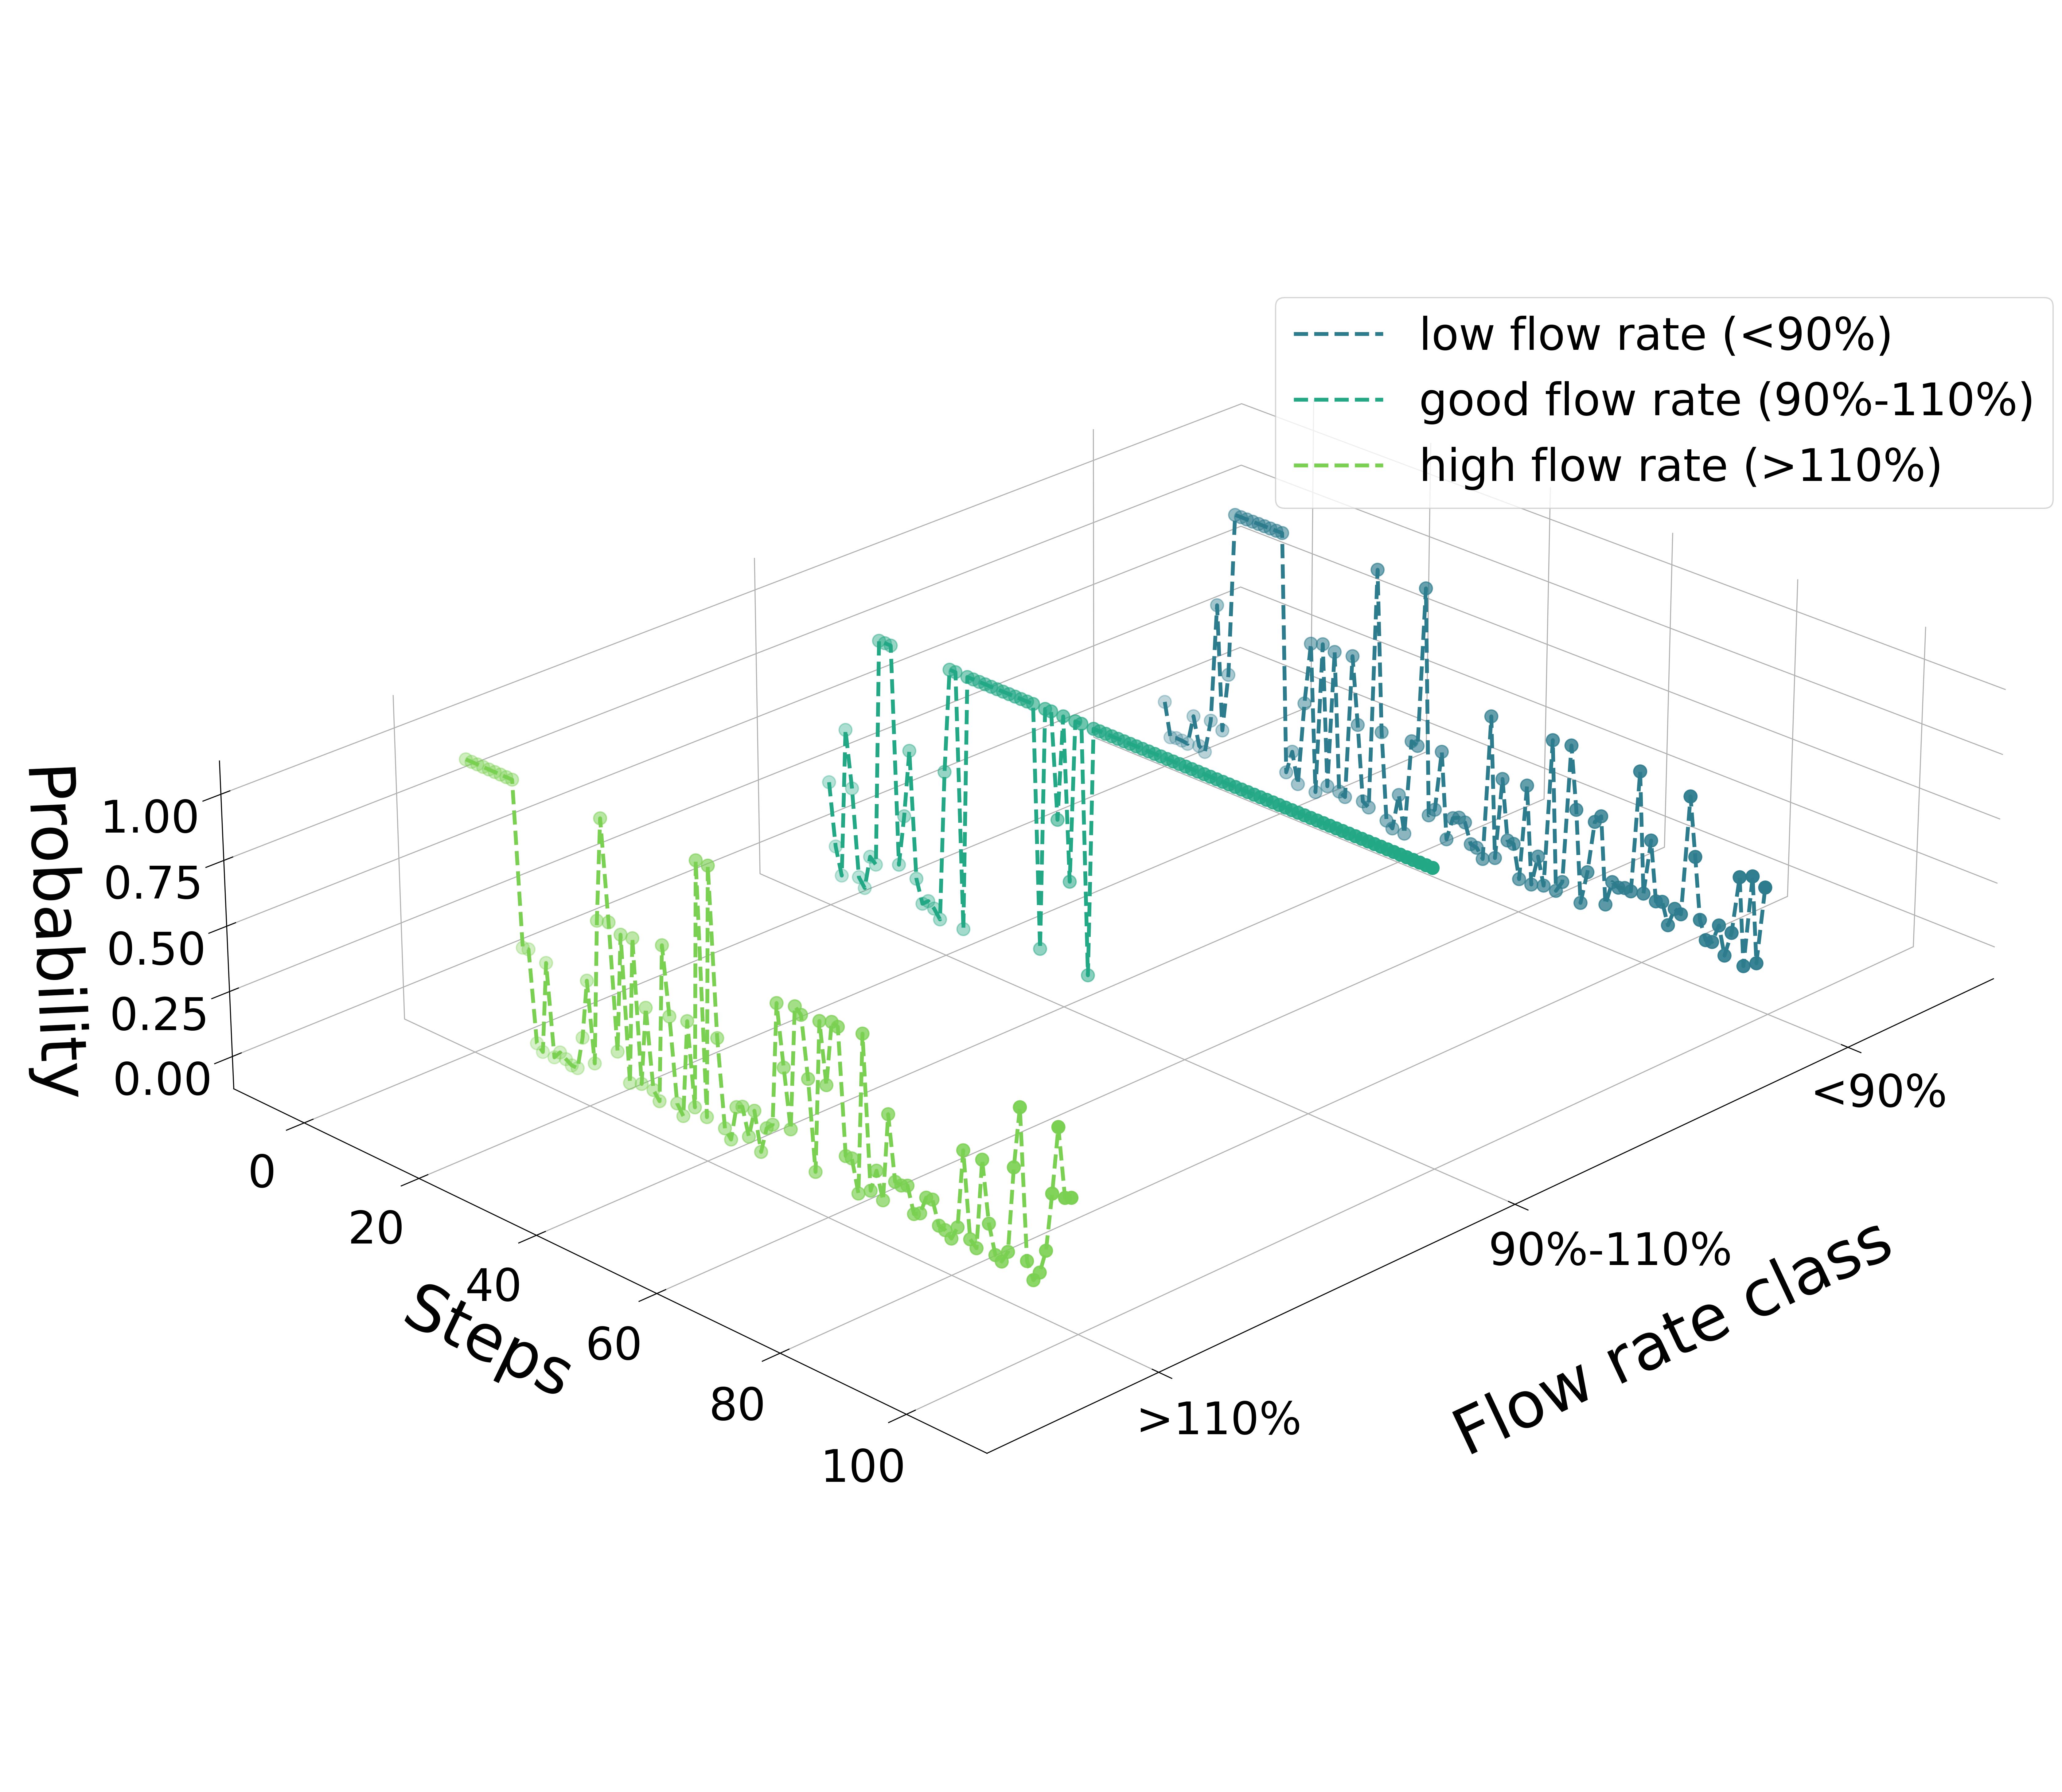 low flow rate (<90%)
good flow rate (90%-110%)
high flow rate (>110%)
Probability
1.00
0.75
0.50
0.25
0.00
0
20
40
60
80
100
Steps
<90%
90%-110%
>110%
Flow rate class